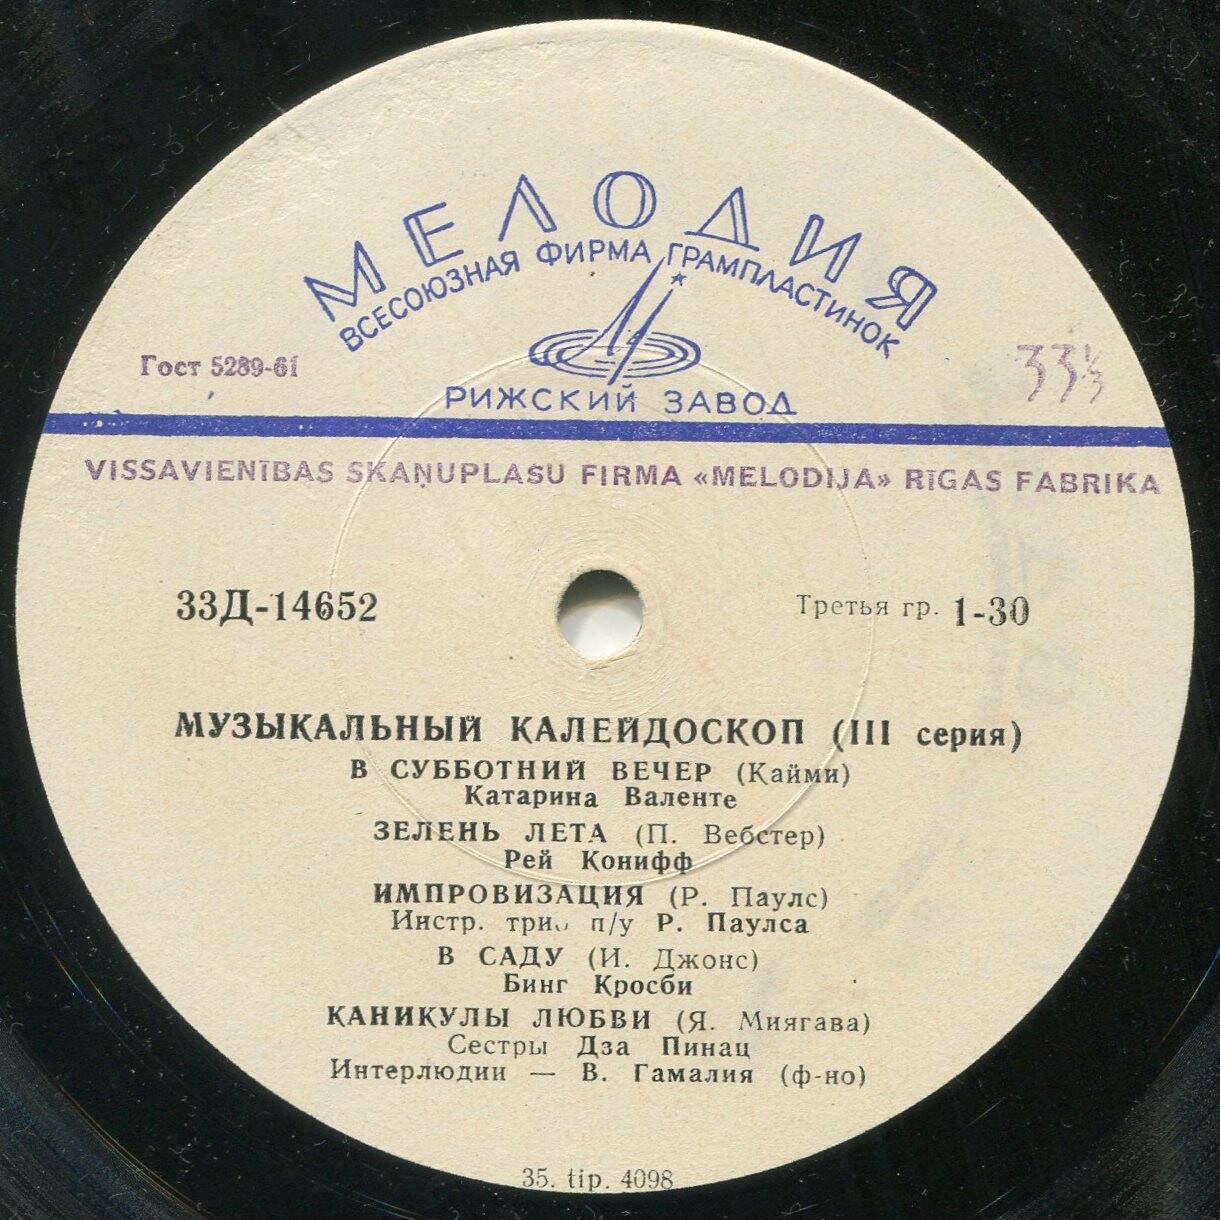 МЕЛОДИЯ
ВСЕСОЮЗНАЯ ФИРМА ГРАМПЛАСТИНОК
Гост 5289-61
33⅓
РИЖСКИЙ ЗАВОД
VISSAVIENĪBAS SKAŅUPLASU FIRMA «MELODIJA» RĪGAS FABRIKA
33Д-14652
Третья гр. 1-30
МУЗЫКАЛЬНЫЙ КАЛЕЙДОСКОП (III серия)
В СУББОТНИЙ ВЕЧЕР (Кайми)
Катарина Валенте
ЗЕЛЕНЬ ЛЕТА (П. Вебстер)
Рей Конифф
ИМПРОВИЗАЦИЯ (Р. Паулс)
Инстр. трио п/у Р. Паулса
В САДУ (И. Джонс)
Бинг Кросби
КАНИКУЛЫ ЛЮБВИ (Я. Миягава)
Сестры Дза Пинац
Интерлюдии — В. Гамалия (ф-но)
35. tip. 4098